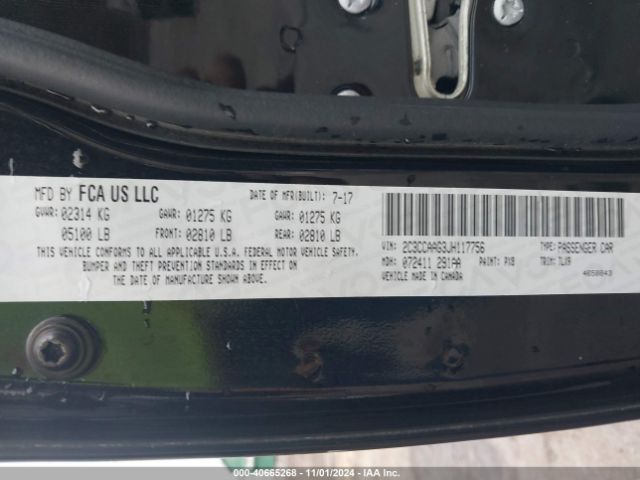 MFD BY FCA US LLC
DATE OF MFR(BUILT): 7-17
GVWR: 02314 KG
GAWR: 01275 KG
GAWR: 01275 KG
05100 LB
FRONT: 02810 LB
REAR: 02810 LB
THIS VEHICLE CONFORMS TO ALL APPLICABLE U.S.A. FEDERAL MOTOR VEHICLE SAFETY,
BUMPER AND THEFT PREVENTION STANDARDS IN EFFECT ON
THE DATE OF MANUFACTURE SHOWN ABOVE.
VIN: 2C3CCAAG3JH117756
TYPE: PASSENGER CAR
MDH: 072411 291AA
PAINT: PX8
TRIM: TLX9
VEHICLE MADE IN CANADA
4650843
000-40665268 - 11/01/2024 - IAA Inc.